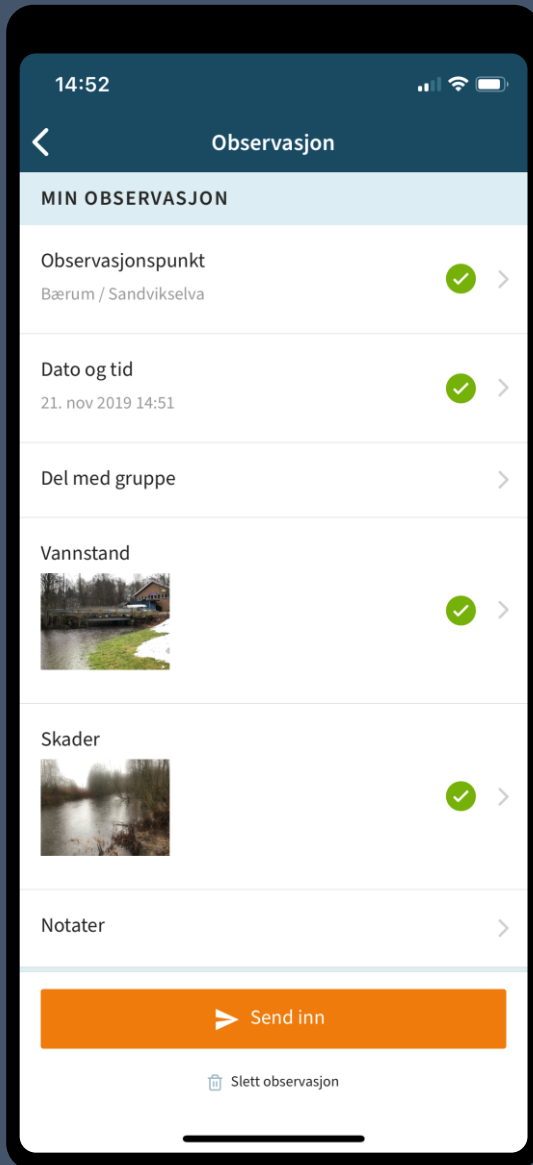 14:52
Observasjon
MIN OBSERVASJON
Observasjonspunkt
Bærum / Sandvikselva
Dato og tid
21. nov 2019 14:51
Del med gruppe
Vannstand
Skader
Notater
Send inn
Slett observasjon